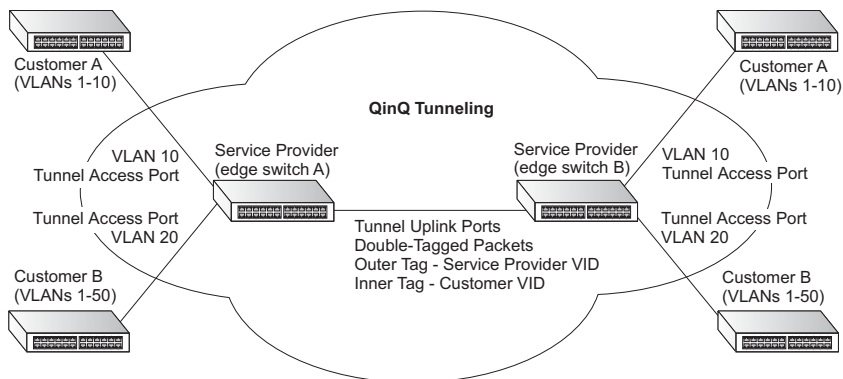 Customer A
(VLANs 1-10)
Customer A
(VLANs 1-10)
QinQ Tunneling
VLAN 10
Tunnel Access Port
Service Provider
(edge switch A)
Service Provider
(edge switch B)
VLAN 10
Tunnel Access Port
Tunnel Access Port
VLAN 20
Tunnel Uplink Ports
Double-Tagged Packets
Outer Tag - Service Provider VID
Inner Tag - Customer VID
Tunnel Access Port
VLAN 20
Customer B
(VLANs 1-50)
Customer B
(VLANs 1-50)